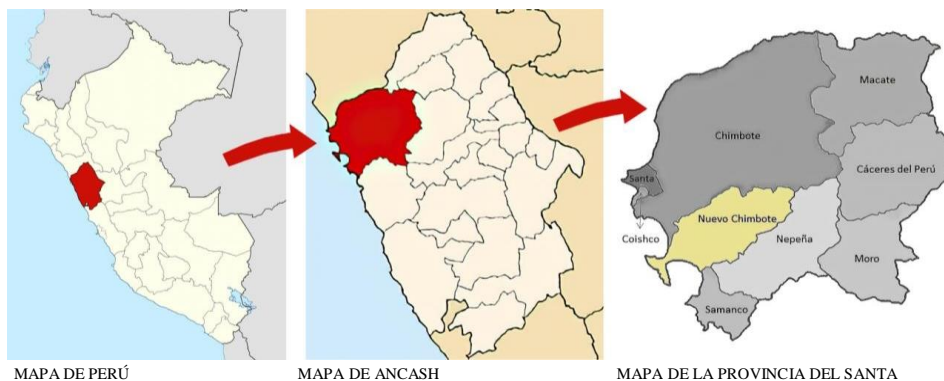 Macate
Chimbote
Cáceres del Perú
Santa
Nuevo Chimbote
Coishco
Nepeña
Moro
Samanco
MAPA DE PERÚ
MAPA DE ANCASH
MAPA DE LA PROVINCIA DEL SANTA